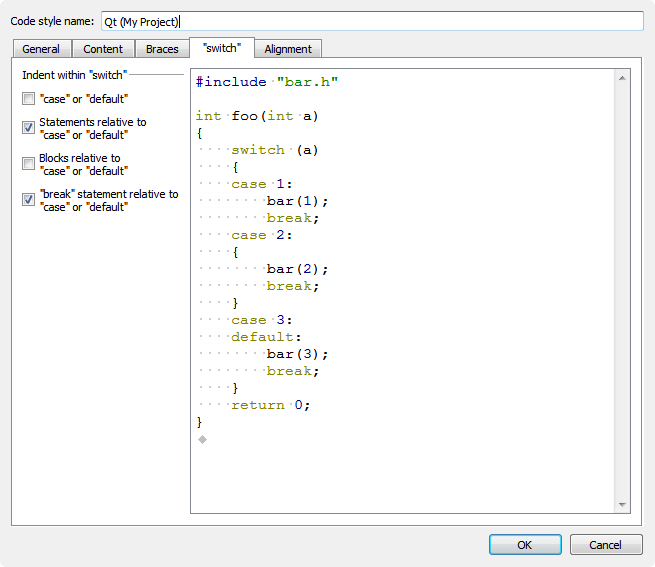 Code style name: Qt (My Project)
General Content Braces "switch" Alignment
Indent within "switch"
"case" or "default"
Statements relative to
"case" or "default"
Blocks relative to
"case" or "default"
"break" statement relative to
"case" or "default"
#include "bar.h"
int foo(int a)
{
    switch (a)
    {
    case 1:
        bar(1);
        break;
    case 2:
    {
        bar(2);
        break;
    }
    case 3:
    default:
        bar(3);
        break;
    }
    return 0;
}
OK Cancel